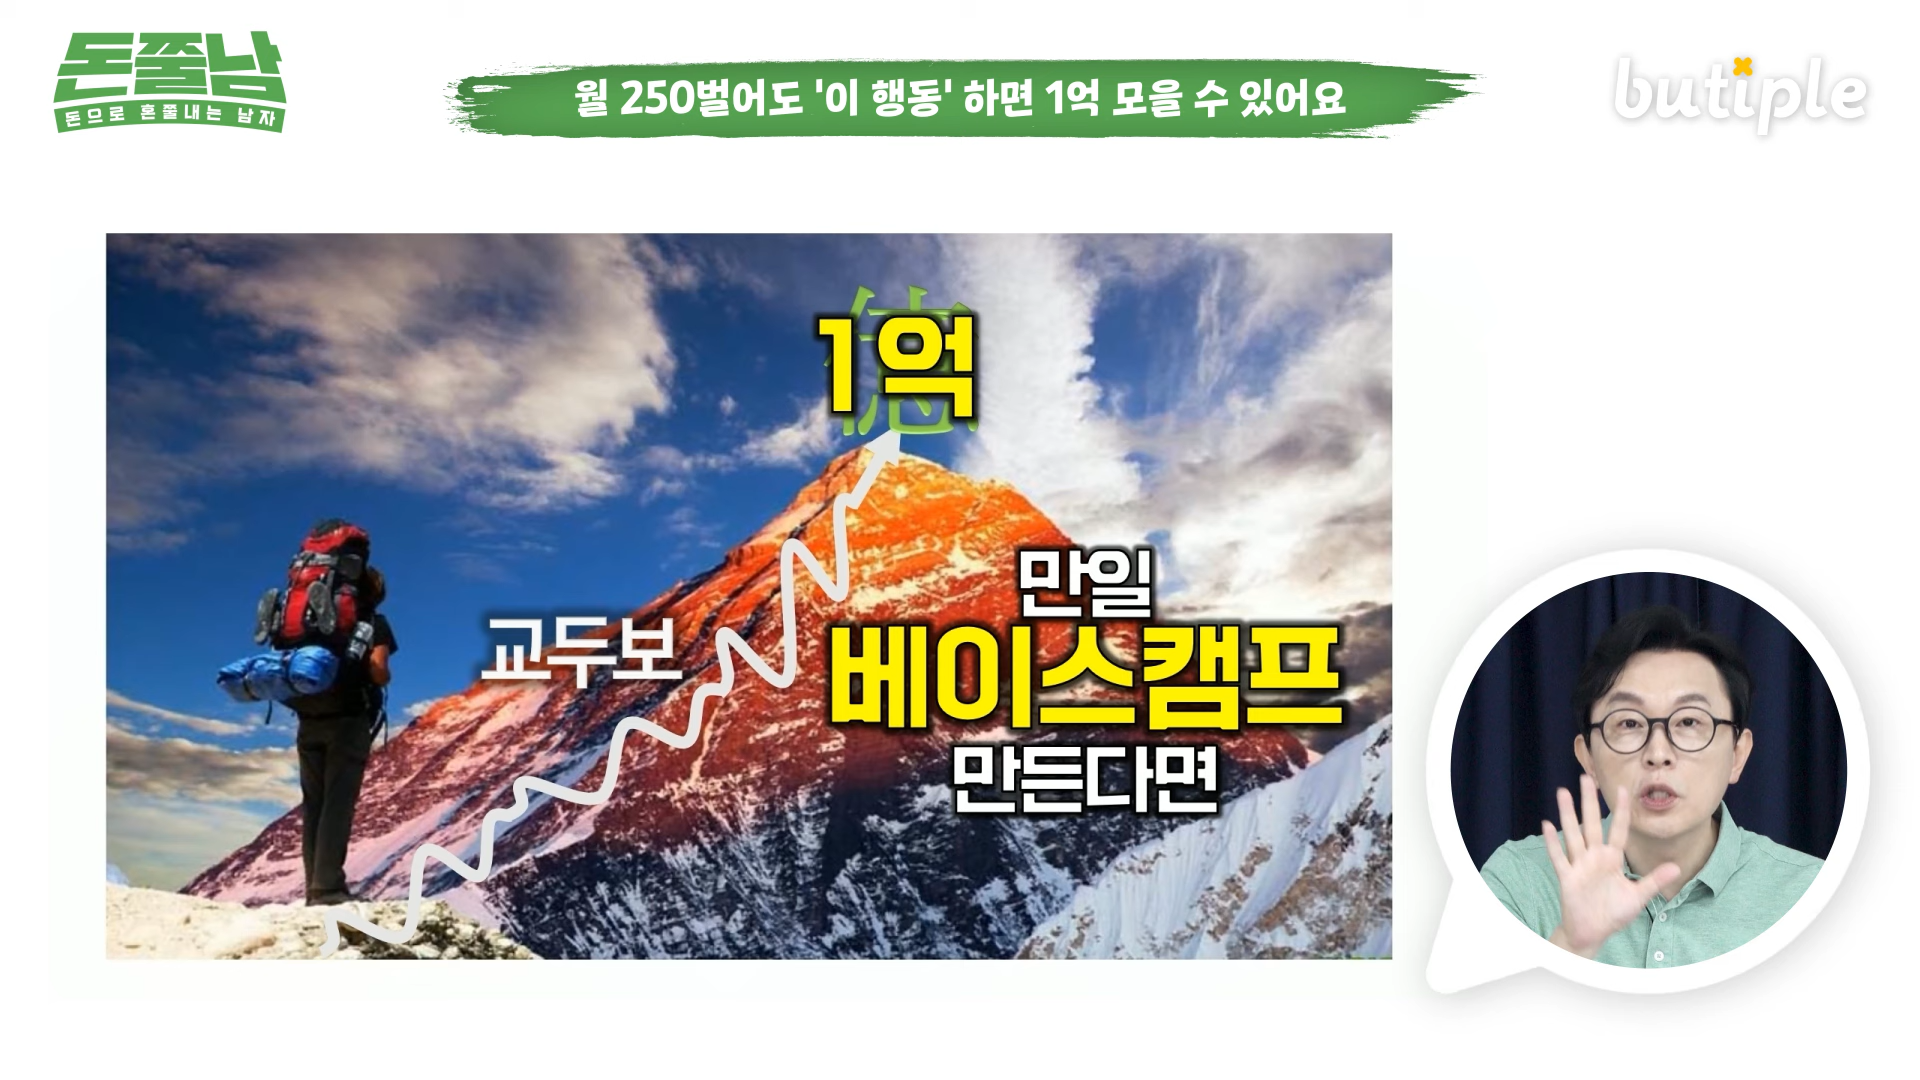 돈쭐남
돈으로 혼쭐내는 남자
월 250벌어도 '이 행동' 하면 1억 모을 수 있어요
butiple
1억
교두보
만일
베이스캠프
만든다면